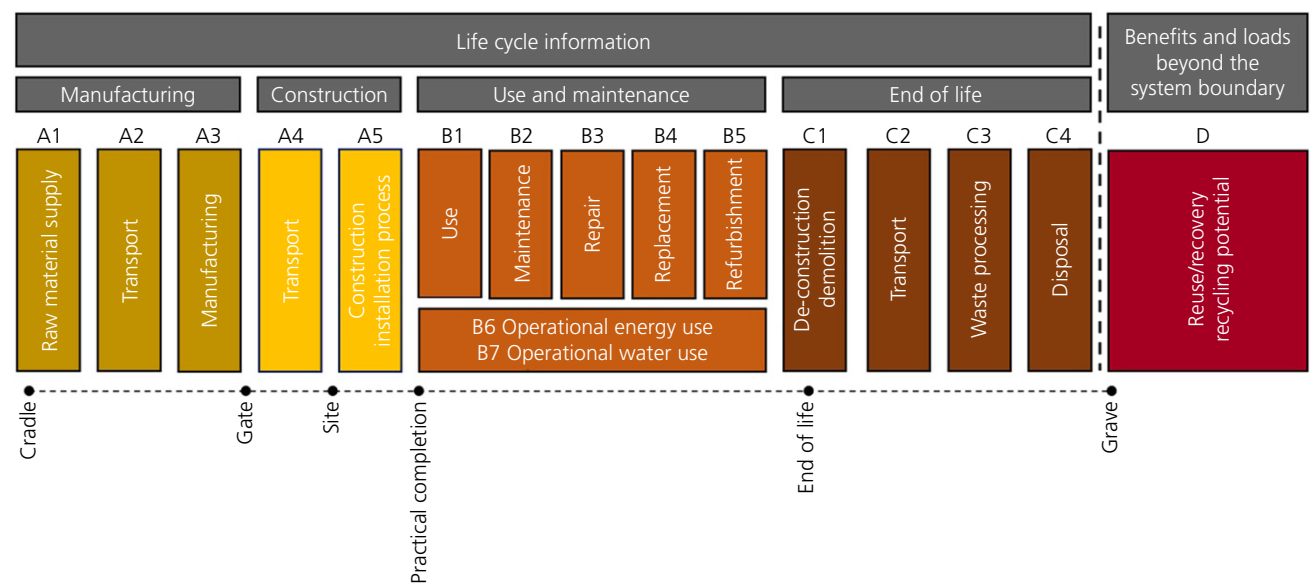 Life cycle information
Benefits and loads
beyond the
system boundary
Manufacturing
Construction
Use and maintenance
End of life
A1
A2
A3
A4
A5
B1
B2
B3
B4
B5
C1
C2
C3
C4
D
Raw material supply
Transport
Manufacturing
Transport
Construction
installation process
Use
Maintenance
Repair
Replacement
Refurbishment
B6 Operational energy use
B7 Operational water use
De-construction
demolition
Transport
Waste processing
Disposal
Reuse/recovery
recycling potential
Cradle
Gate
Site
Practical completion
End of life
Grave